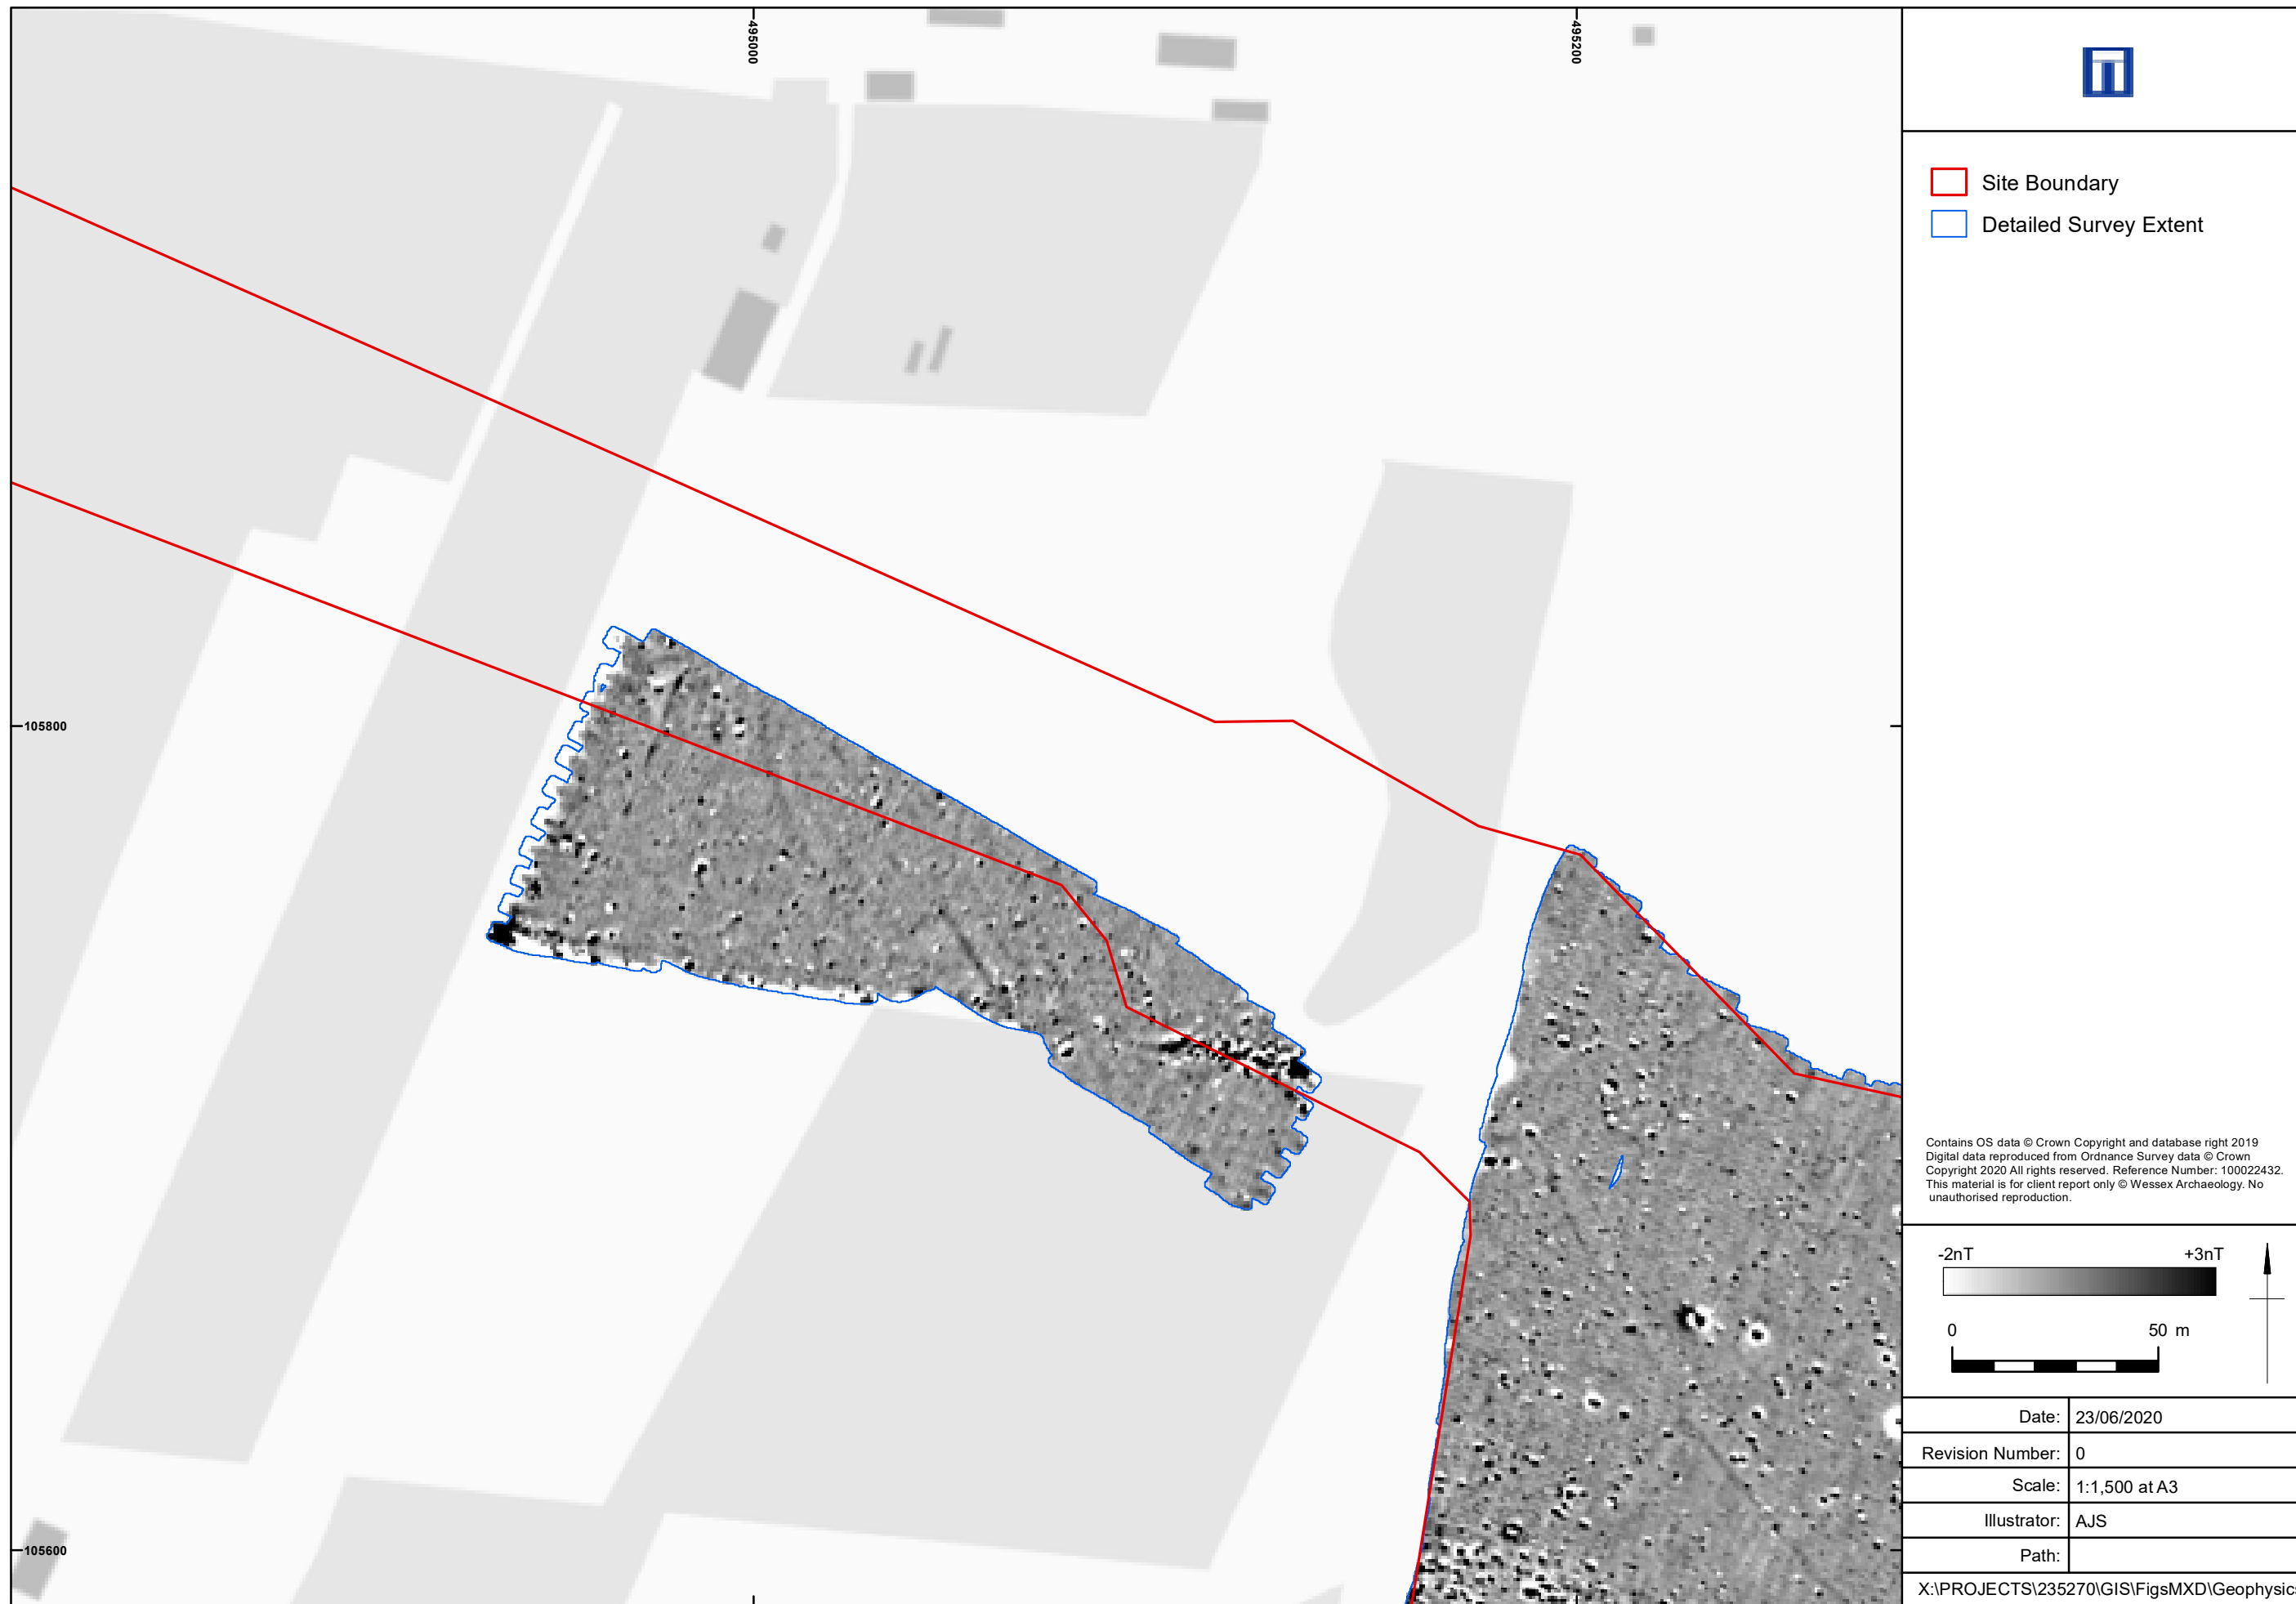 495000
495200
105800
105600
Site Boundary
Detailed Survey Extent
Contains OS data © Crown Copyright and database right 2019
Digital data reproduced from Ordnance Survey data © Crown
Copyright 2020 All rights reserved. Reference Number: 100022432.
This material is for client report only © Wessex Archaeology. No
unauthorised reproduction.
-2nT +3nT
0 50 m
Date: 23/06/2020
Revision Number: 0
Scale: 1:1,500 at A3
Illustrator: AJS
Path:
X:\PROJECTS\235270\GIS\FigsMXD\Geophysics